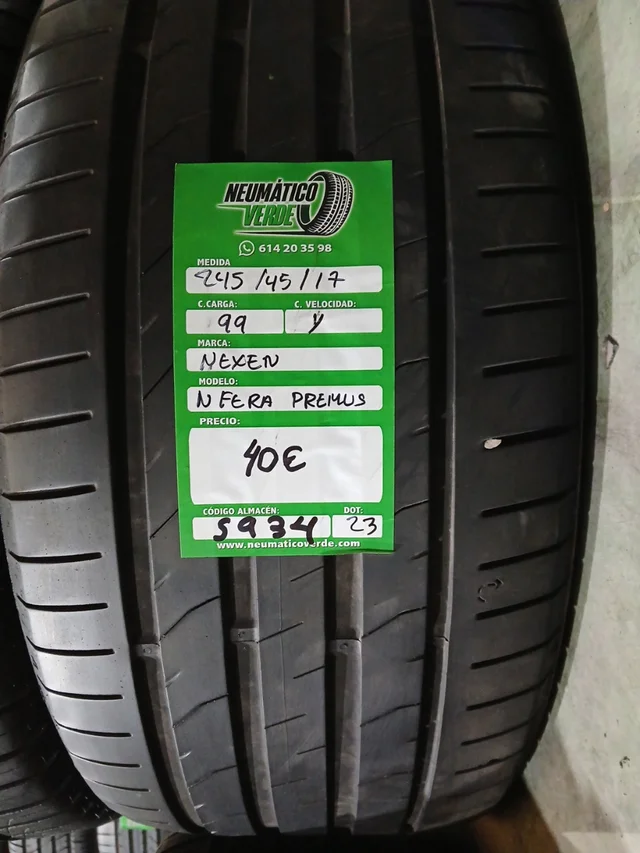 NEUMÁTICO
VERDE
614 20 35 98
MEDIDA
245/45/17
C.CARGA: C. VELOCIDAD:
99 Y
MARCA:
NEXEN
MODELO:
N FERA PREMUS
PRECIO:
40€
CÓDIGO ALMACÉN: DOT:
5934 23
www.neumaticoverde.com